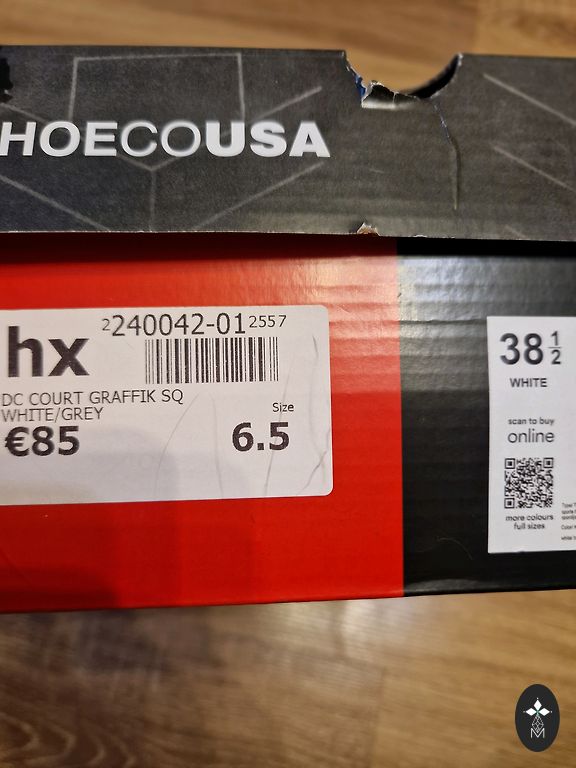 HOECOUSA
hx
2240042-012557
DC COURT GRAFFIK SQ
WHITE/GREY
€85
Size
6.5
38 1/2
WHITE
scan to buy
online
more colours
full sizes
M